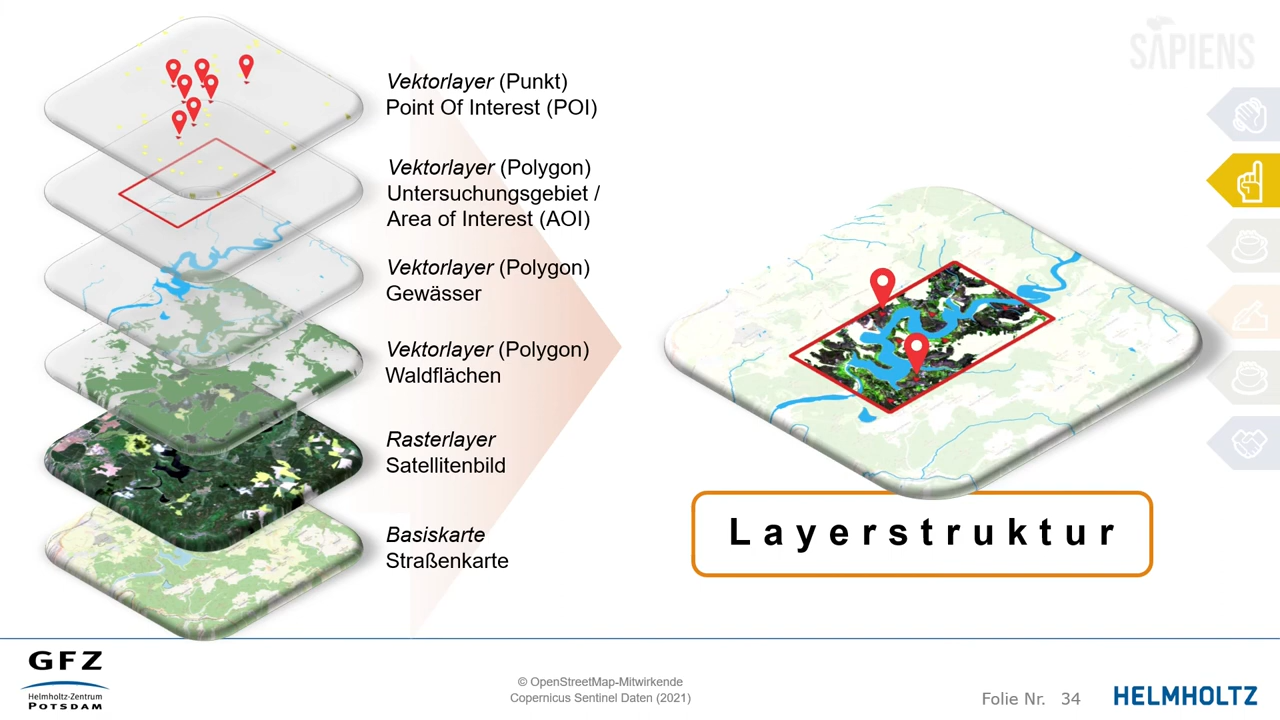 SAPIENS
Vektorlayer (Punkt)
Point Of Interest (POI)
Vektorlayer (Polygon)
Untersuchungsgebiet /
Area of Interest (AOI)
Vektorlayer (Polygon)
Gewässer
Vektorlayer (Polygon)
Waldflächen
Rasterlayer
Satellitenbild
Basiskarte
Straßenkarte
Layerstruktur
GFZ
Helmholtz-Zentrum
POTSDAM
© OpenStreetMap-Mitwirkende
Copernicus Sentinel Daten (2021)
Folie Nr. 34
HELMHOLTZ